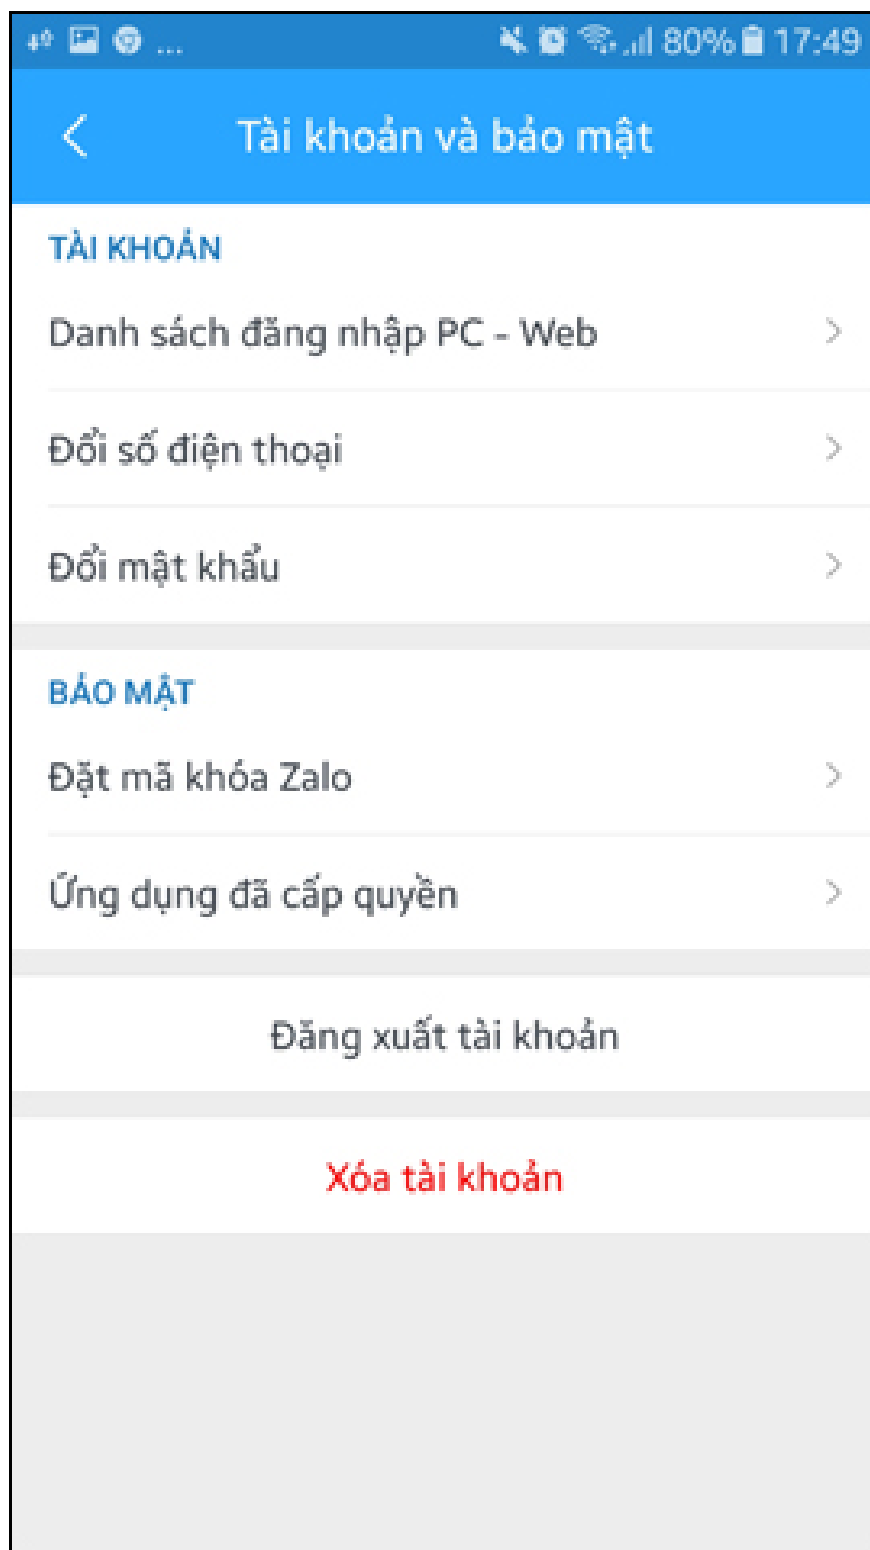 ... 80% 17:49
Tài khoản và bảo mật
TÀI KHOẢN
Danh sách đăng nhập PC - Web
Đổi số điện thoại
Đổi mật khẩu
BẢO MẬT
Đặt mã khóa Zalo
Ứng dụng đã cấp quyền
Đăng xuất tài khoản
Xóa tài khoản